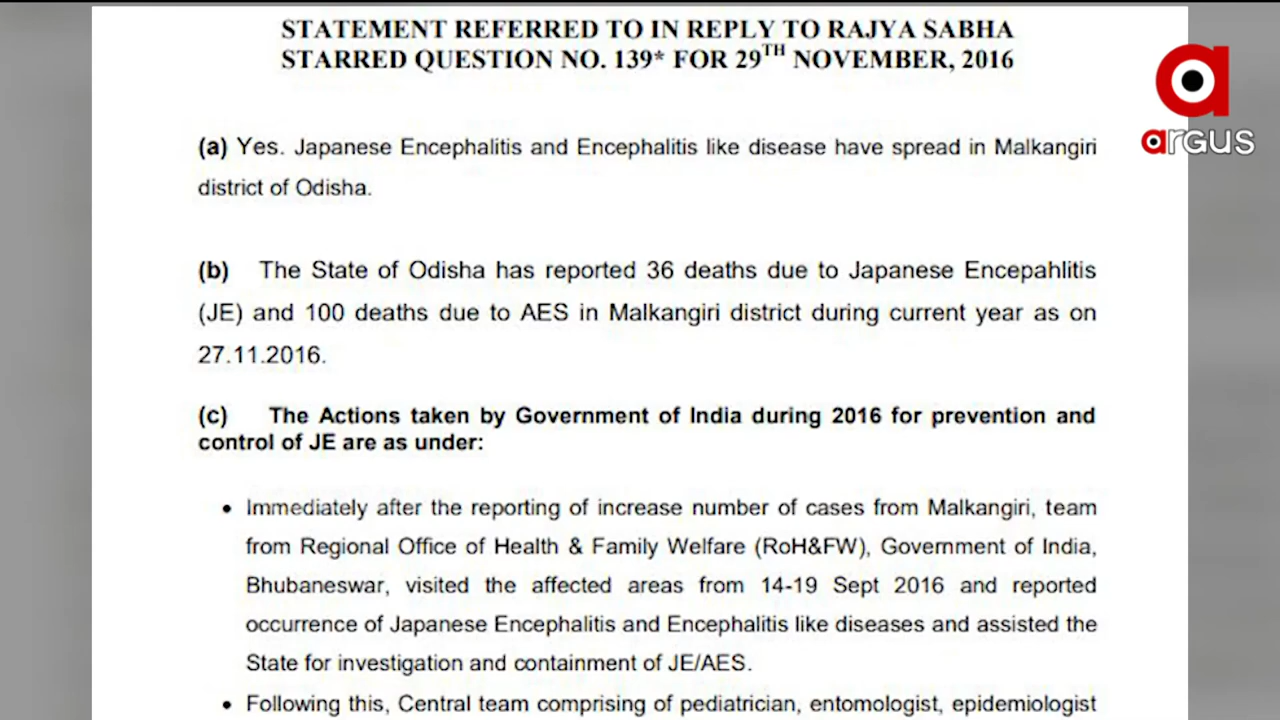 STATEMENT REFERRED TO IN REPLY TO RAJYA SABHA
STARRED QUESTION NO. 139* FOR 29TH NOVEMBER, 2016
argus
(a) Yes. Japanese Encephalitis and Encephalitis like disease have spread in Malkangiri
district of Odisha.
(b) The State of Odisha has reported 36 deaths due to Japanese Encepahlitis
(JE) and 100 deaths due to AES in Malkangiri district during current year as on
27.11.2016.
(c) The Actions taken by Government of India during 2016 for prevention and
control of JE are as under:
• Immediately after the reporting of increase number of cases from Malkangiri, team
from Regional Office of Health & Family Welfare (RoH&FW), Government of India,
Bhubaneswar, visited the affected areas from 14-19 Sept 2016 and reported
occurrence of Japanese Encephalitis and Encephalitis like diseases and assisted the
State for investigation and containment of JE/AES.
• Following this, Central team comprising of pediatrician, entomologist, epidemiologist